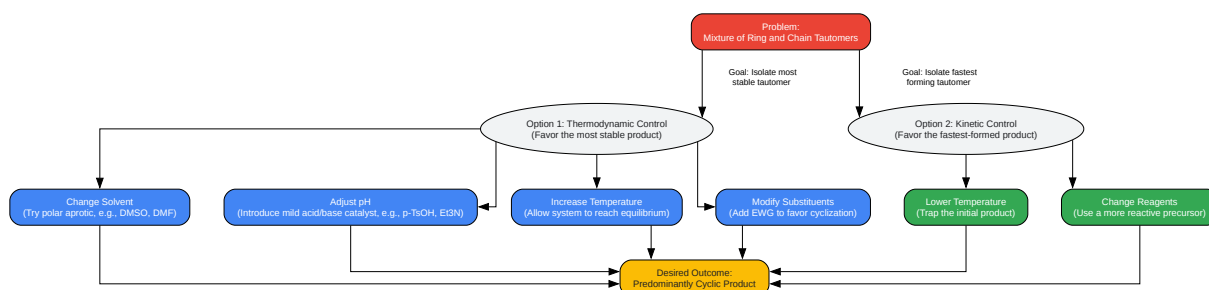 Problem:
Mixture of Ring and Chain Tautomers
Goal: Isolate most
stable tautomer
Goal: Isolate fastest
forming tautomer
Option 1: Thermodynamic Control
(Favor the most stable product)
Option 2: Kinetic Control
(Favor the fastest-formed product)
Change Solvent
(Try polar aprotic, e.g., DMSO, DMF)
Adjust pH
(Introduce mild acid/base catalyst, e.g., p-TsOH, Et3N)
Increase Temperature
(Allow system to reach equilibrium)
Modify Substituents
(Add EWG to favor cyclization)
Lower Temperature
(Trap the initial product)
Change Reagents
(Use a more reactive precursor)
Desired Outcome:
Predominantly Cyclic Product